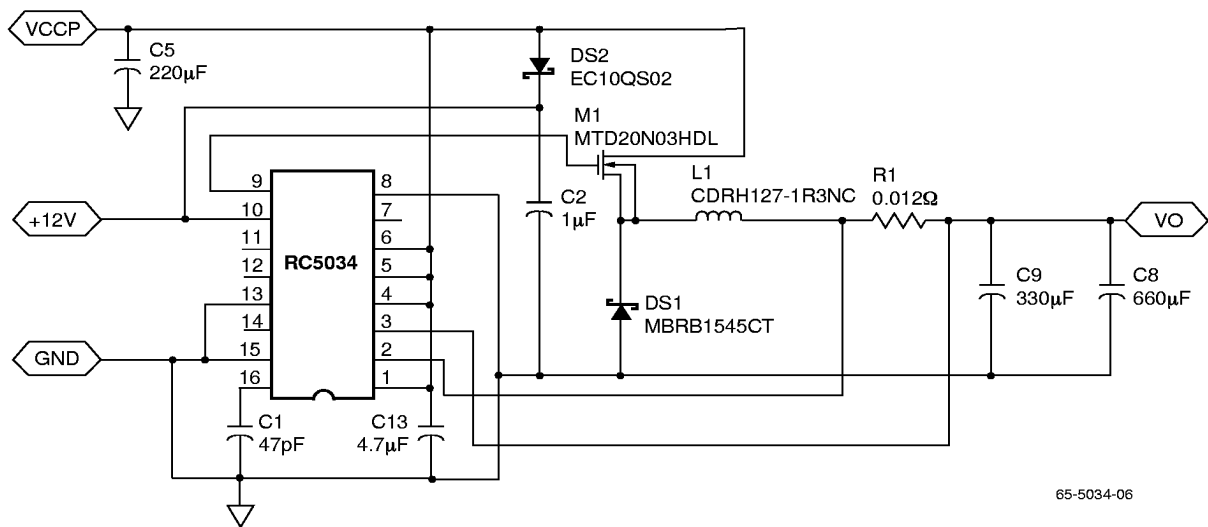 VCCP
C5
220µF
DS2
EC10QS02
M1
MTD20N03HDL
L1
CDRH127-1R3NC
R1
0.012Ω
+12V
GND
9
10
11
12
13
14
15
16
RC5034
8
7
6
5
4
3
2
1
C2
1µF
VO
DS1
MBRB1545CT
C9
330µF
C8
660µF
C1
47pF
C13
4.7µF
65-5034-06